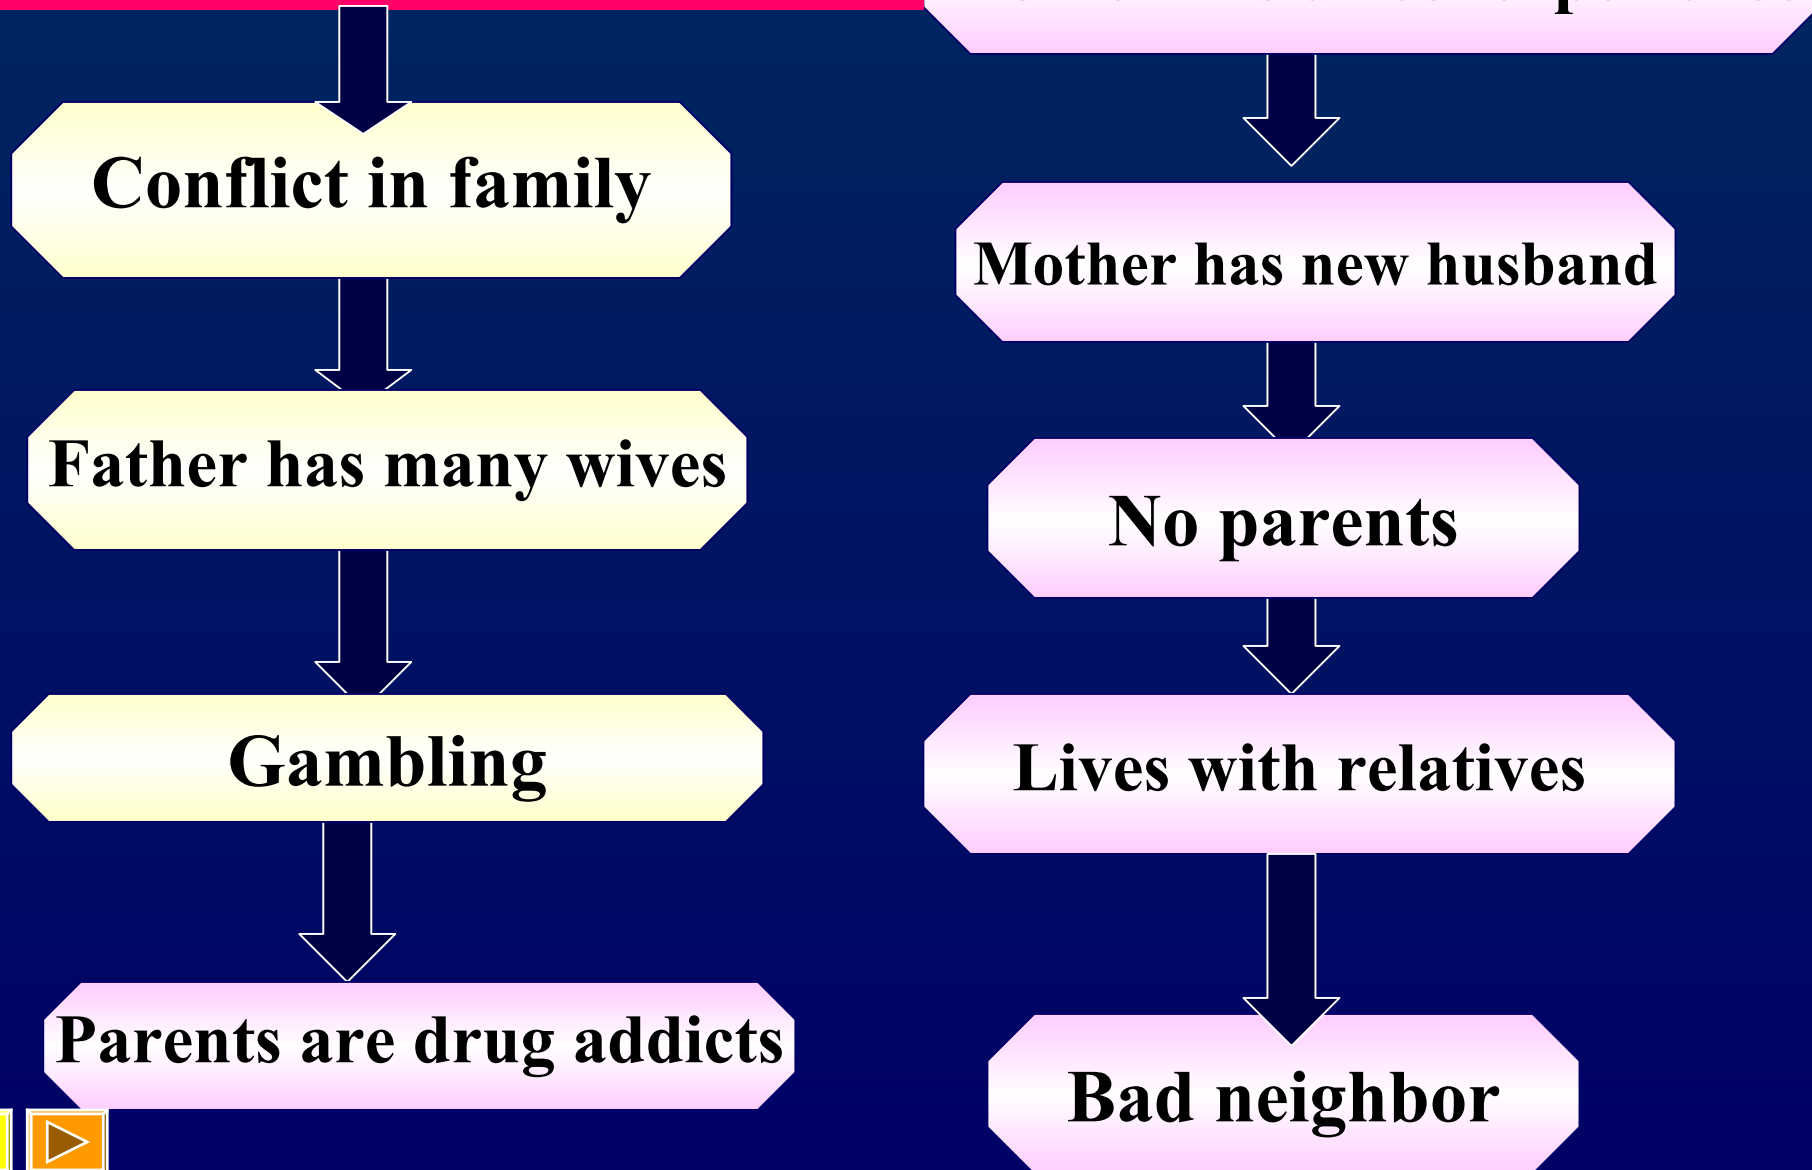 Conflict in family
Father has many wives
Gambling
Parents are drug addicts
Mother has new husband
No parents
Lives with relatives
Bad neighbor